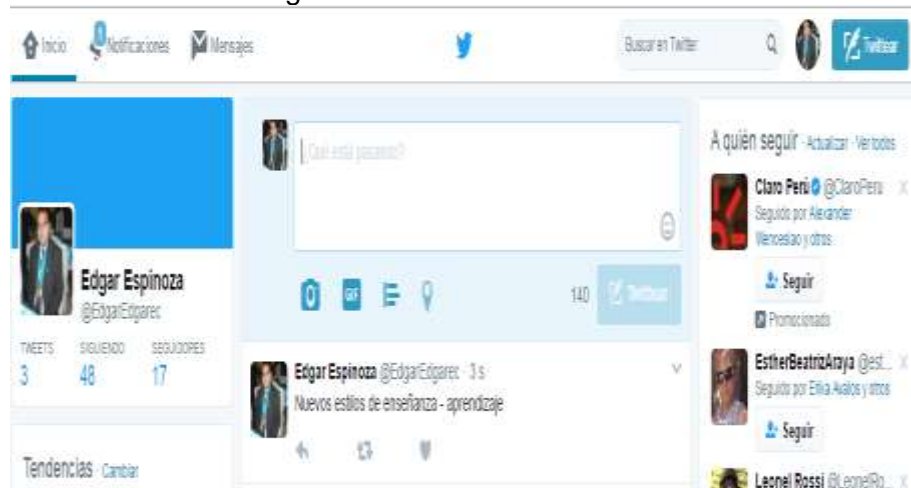 Inicio Notificaciones Mensajes Buscar en Twitter Twittear
¿Qué está pasando?
140 Twittear
Edgar Espinoza
@EdgarEdgarec
TWEETS SIGUIENDO SEGUIDORES
3 48 17
Tendencias · Cambiar
Edgar Espinoza @EdgarEdgarec · 3 s
Nuevos estilos de enseñanza - aprendizaje
A quién seguir · Actualizar · Ver todos
Claro Perú @ClaroPeru
Seguido por Alexander
Wenceslao y otros
Seguir
Promocionado
EstherBeatrizAraya @est...
Seguido por Erika Avalos y otros
Seguir
Leonel Rossi @LeonelRo...